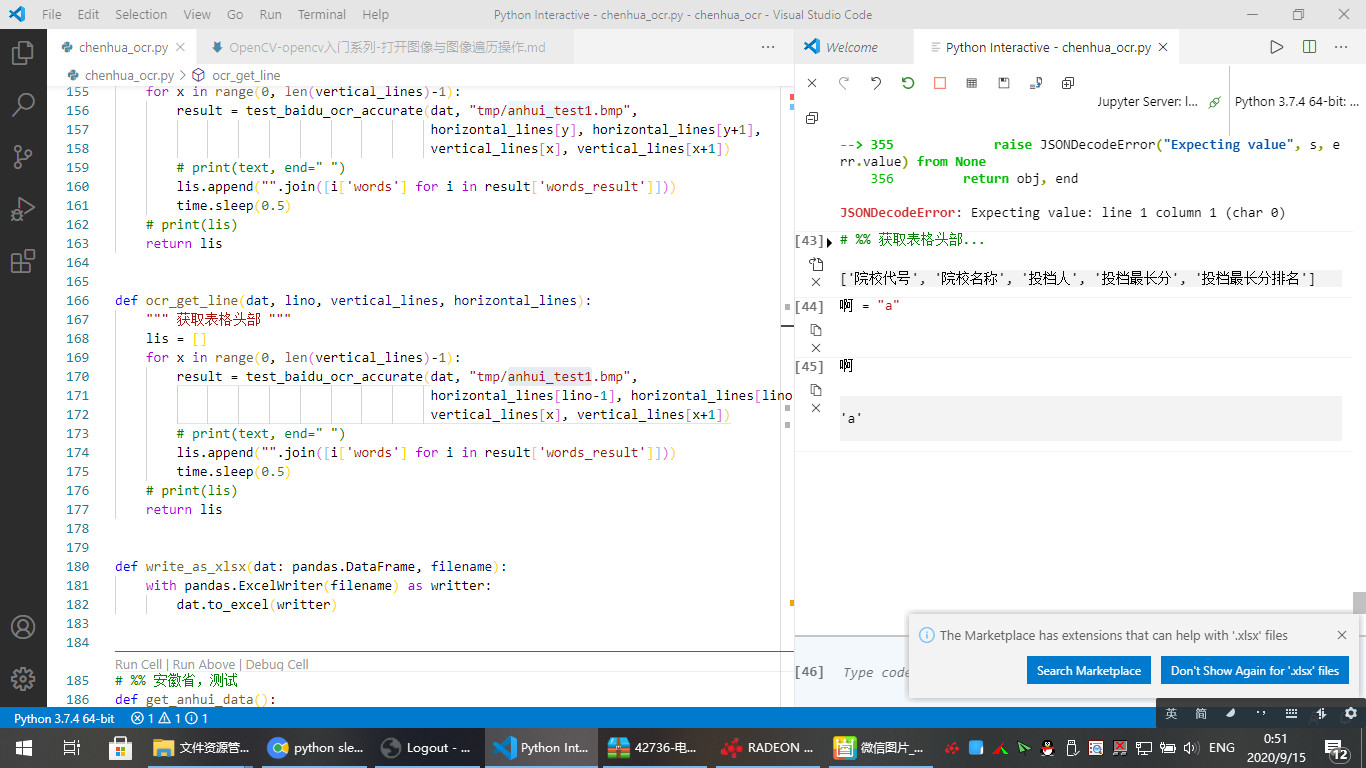 File Edit Selection View Go Run Terminal Help Python Interactive - chenhua_ocr.py - chenhua_ocr - Visual Studio Code
chenhua_ocr.py OpenCV-opencv入门系列-打开图像与图像遍历操作.md
chenhua_ocr.py > ocr_get_line
155 for x in range(0, len(vertical_lines)-1):
156 result = test_baidu_ocr_accurate(dat, "tmp/anhui_test1.bmp",
157 horizontal_lines[y], horizontal_lines[y+1],
158 vertical_lines[x], vertical_lines[x+1])
159 # print(text, end=" ")
160 lis.append("".join([i['words'] for i in result['words_result']]))
161 time.sleep(0.5)
162 # print(lis)
163 return lis
164
165
166 def ocr_get_line(dat, lino, vertical_lines, horizontal_lines):
167 """ 获取表格头部 """
168 lis = []
169 for x in range(0, len(vertical_lines)-1):
170 result = test_baidu_ocr_accurate(dat, "tmp/anhui_test1.bmp",
171 horizontal_lines[lino-1], horizontal_lines[lino
172 vertical_lines[x], vertical_lines[x+1])
173 # print(text, end=" ")
174 lis.append("".join([i['words'] for i in result['words_result']]))
175 time.sleep(0.5)
176 # print(lis)
177 return lis
178
179
180 def write_as_xlsx(dat: pandas.DataFrame, filename):
181 with pandas.ExcelWriter(filename) as writter:
182 dat.to_excel(writter)
183
184
Run Cell | Run Above | Debug Cell
185 # %% 安徽省，测试
186 def get_anhui_data():
Welcome Python Interactive - chenhua_ocr.py
Jupyter Server: l... Python 3.7.4 64-bit: ...
--> 355 raise JSONDecodeError("Expecting value", s, e
rr.value) from None
356 return obj, end
JSONDecodeError: Expecting value: line 1 column 1 (char 0)
[43] # %% 获取表格头部...
['院校代号', '院校名称', '投档人', '投档最长分', '投档最长分排名']
[44] 啊 = "a"
[45] 啊
'a'
[46] Type code
The Marketplace has extensions that can help with '.xlsx' files
Search Marketplace Don't Show Again for '.xlsx' files
Python 3.7.4 64-bit 1 1 1
英 简
文件资源管... python sle... Logout - ... Python Int... 42736-电... RADEON ... 微信图片_... ENG 0:51
2020/9/15 12